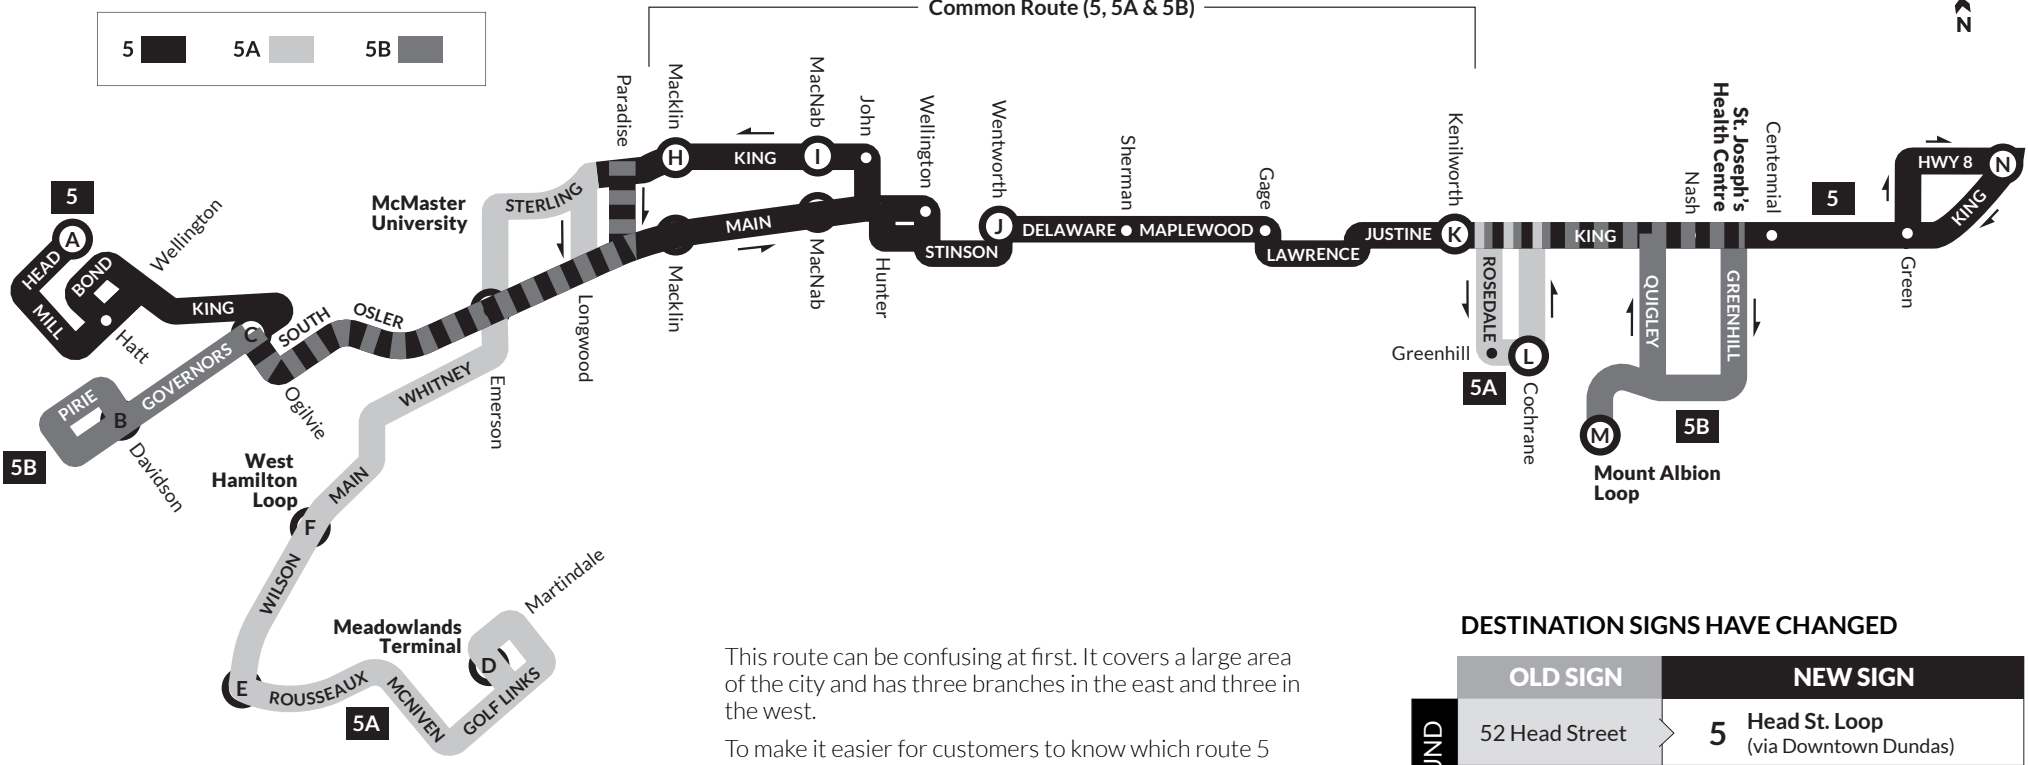 Common Route (5, 5A & 5B)
N
5
5A
5B
Paradise
Macklin
MacNab
John
Wellington
Wentworth
Sherman
Gage
Kenilworth
Nash
St. Joseph's
Health Centre
Centennial
5
HWY 8
N
KING
Green
5
A
HEAD
MILL
BOND
Hatt
Wellington
KING
C
SOUTH
OSLER
Ogilvie
GOVERNORS
PIRIE
B
Davidson
5B
McMaster
University
STERLING
H
KING
I
MAIN
Macklin
MacNab
Hunter
STINSON
J
DELAWARE
MAPLEWOOD
LAWRENCE
JUSTINE
K
KING
ROSEDALE
Greenhill
L
5A
Cochrane
QUIGLEY
GREENHILL
5B
M
Mount Albion
Loop
Longwood
Emerson
WHITNEY
MAIN
West
Hamilton
Loop
F
WILSON
E
ROUSSEAUX
5A
MCNIVEN
GOLF LINKS
Meadowlands
Terminal
D
Martindale
This route can be confusing at first. It covers a large area
of the city and has three branches in the east and three in
the west.
To make it easier for customers to know which route 5
DESTINATION SIGNS HAVE CHANGED
OLD SIGN
NEW SIGN
52 Head Street
5
Head St. Loop
(via Downtown Dundas)